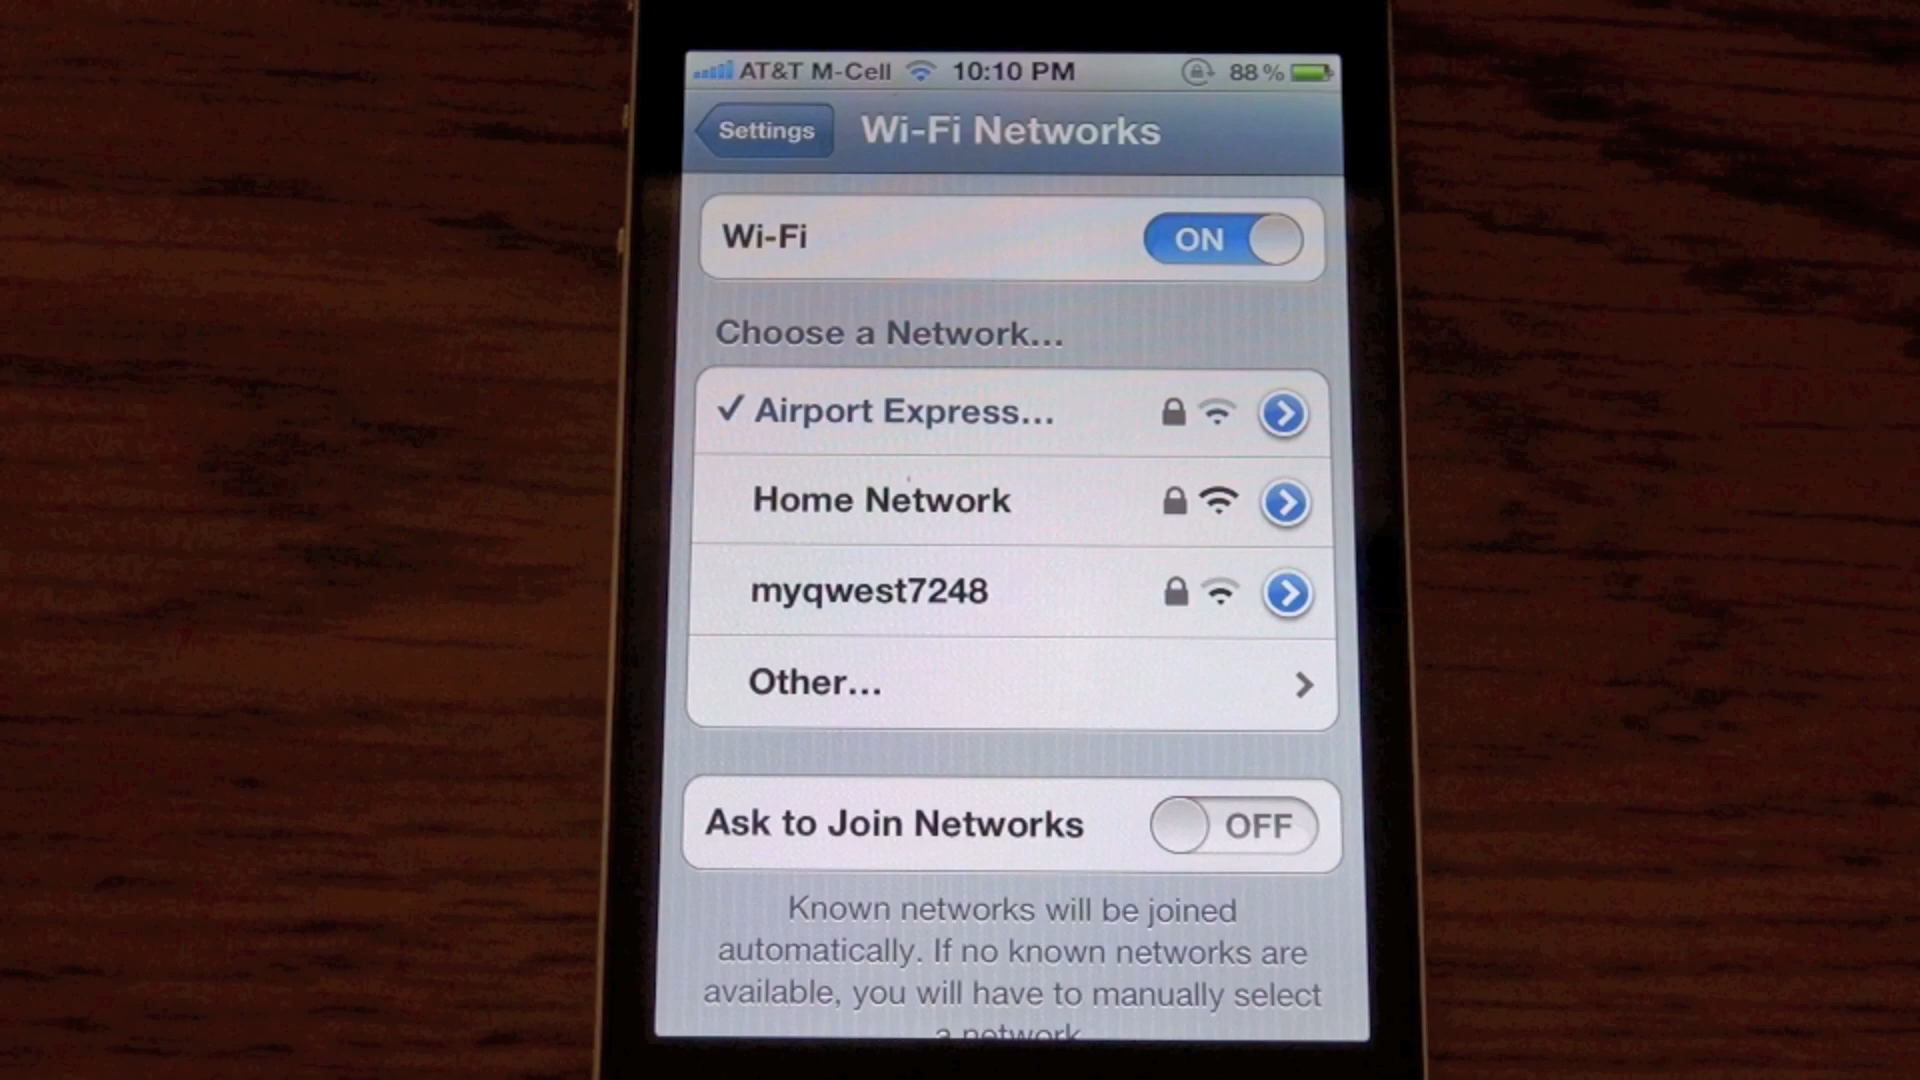 AT&T M-Cell 10:10 PM 88%
Settings Wi-Fi Networks
Wi-Fi ON
Choose a Network...
✓ Airport Express...
Home Network
myqwest7248
Other...
Ask to Join Networks OFF
Known networks will be joined
automatically. If no known networks are
available, you will have to manually select
a network.